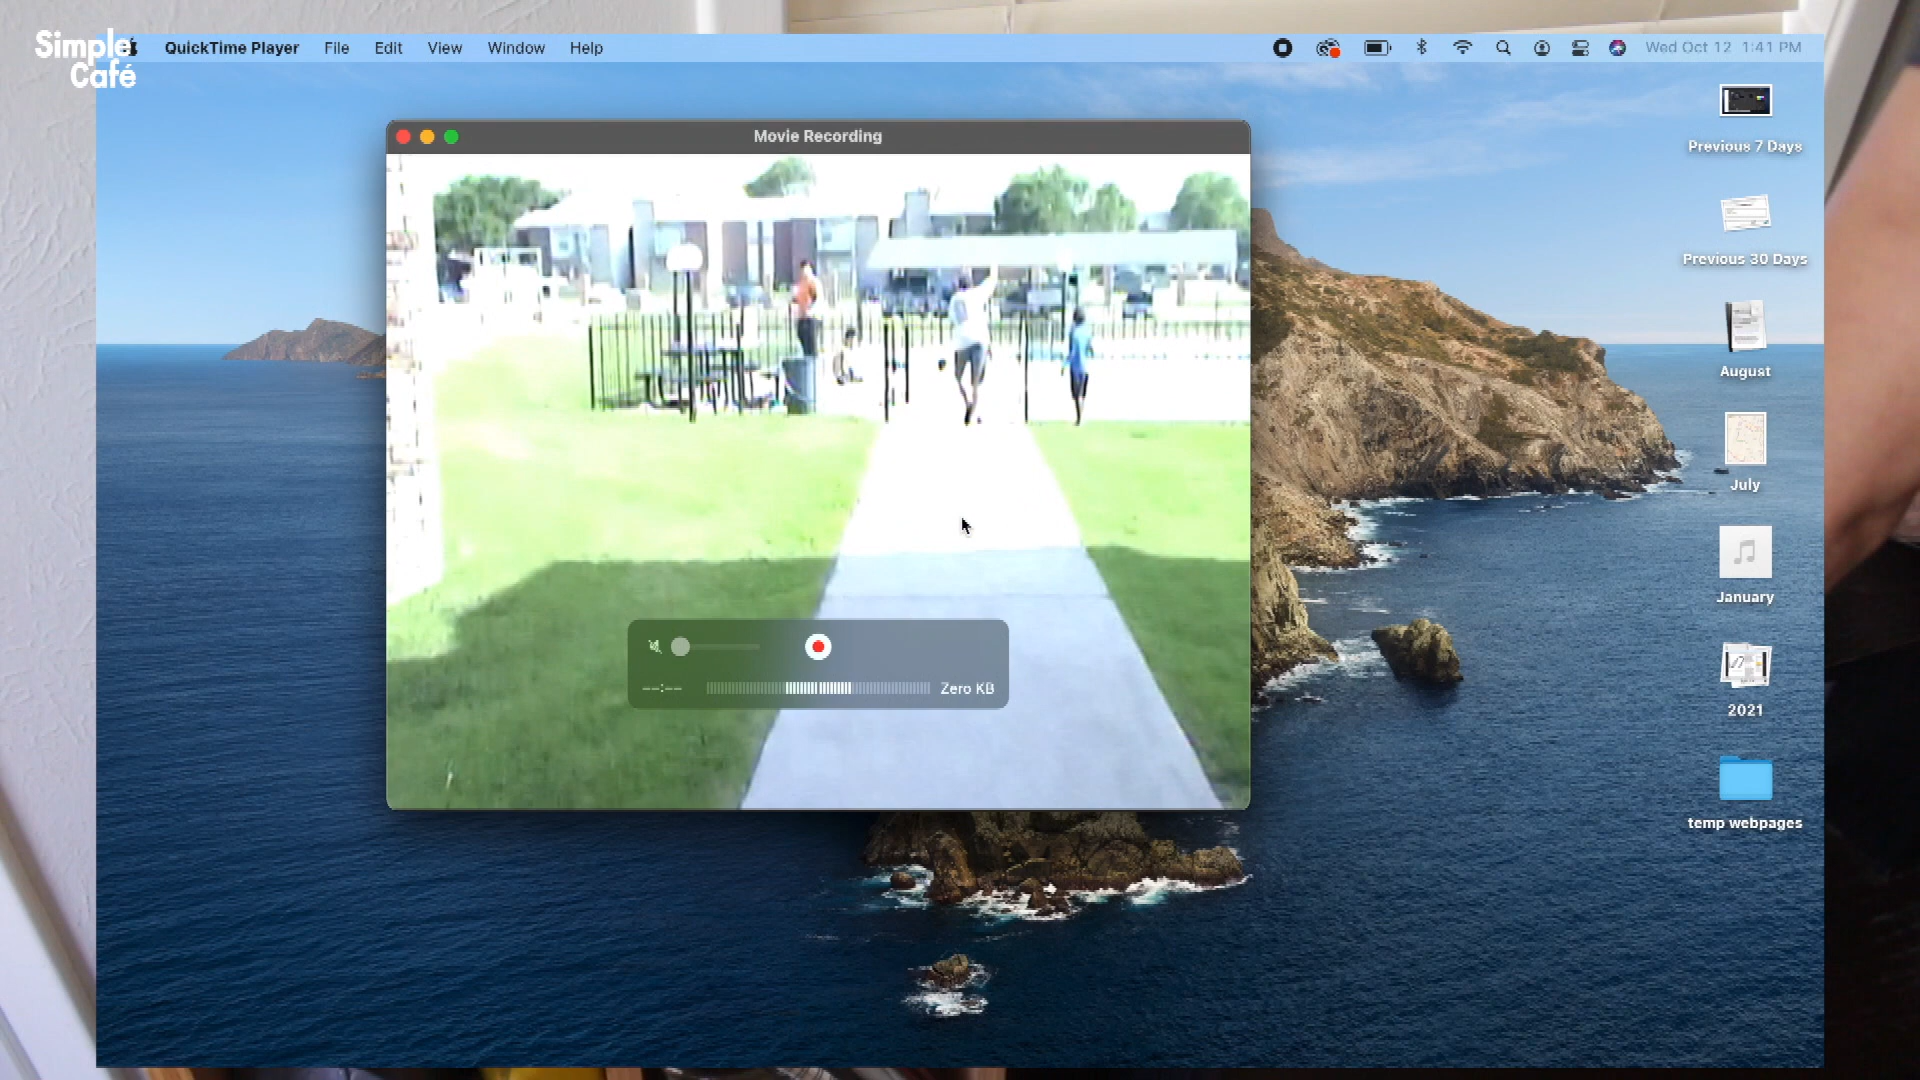 Simple
Café
QuickTime Player File Edit View Window Help
Wed Oct 12 1:41 PM
Movie Recording
Previous 7 Days
Previous 30 Days
August
July
January
2021
temp webpages
--:--
Zero KB